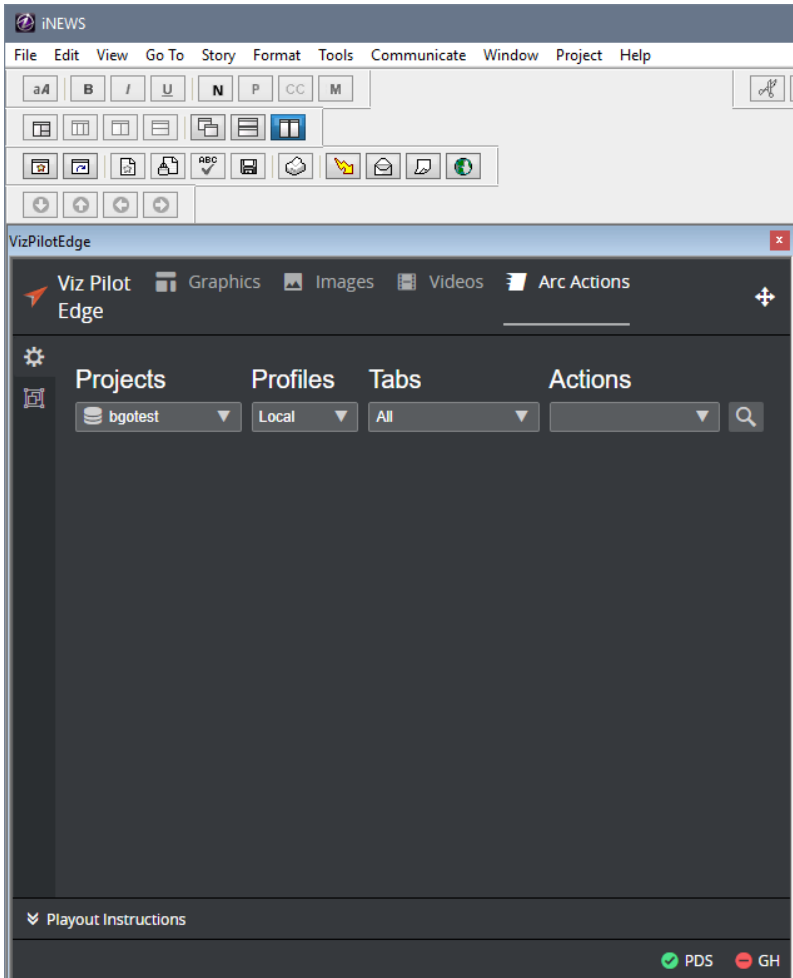 iNEWS
File Edit View Go To Story Format Tools Communicate Window Project Help
aA B I U N P CC M
ABC
VizPilotEdge x
Viz Pilot Edge Graphics Images Videos Arc Actions
Projects Profiles Tabs Actions
bgotest Local All
Playout Instructions
PDS GH